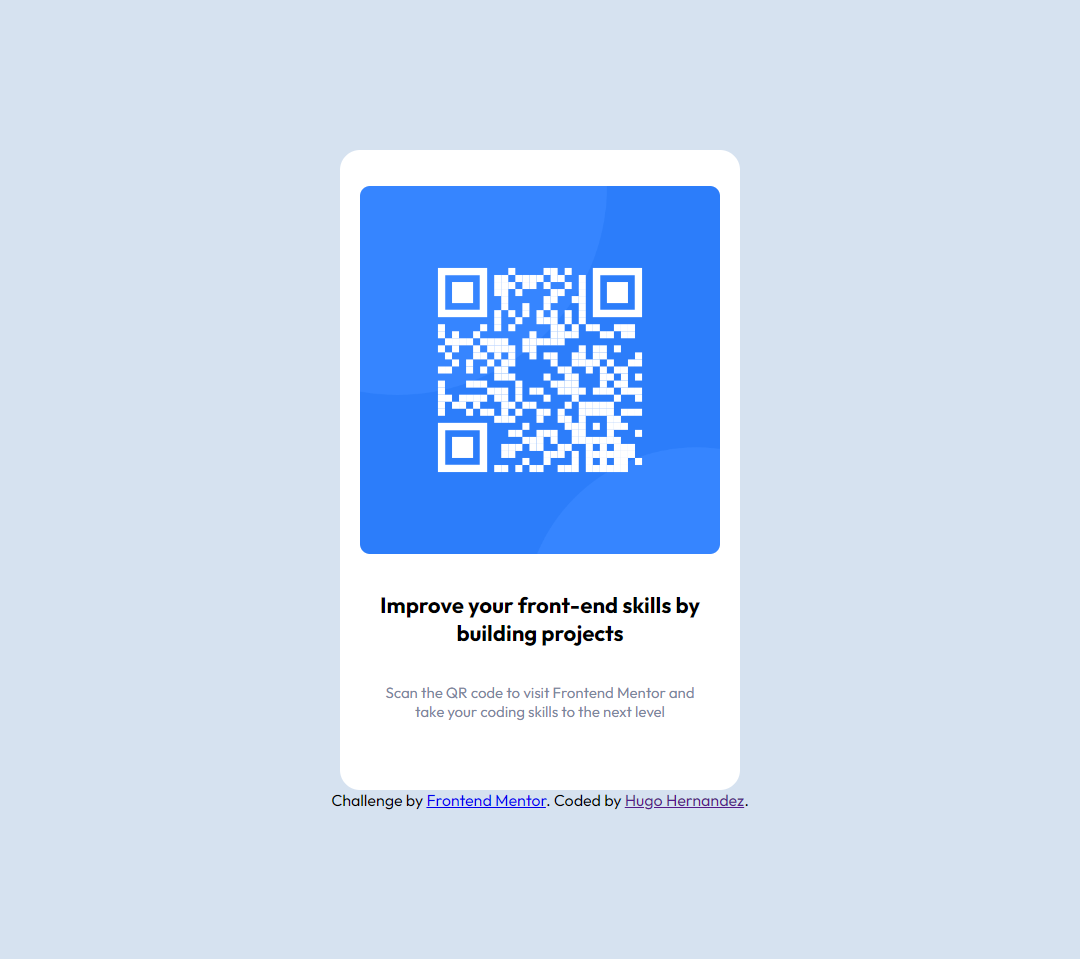 Improve your front-end skills by
building projects
Scan the QR code to visit Frontend Mentor and
take your coding skills to the next level
Challenge by Frontend Mentor. Coded by Hugo Hernandez.